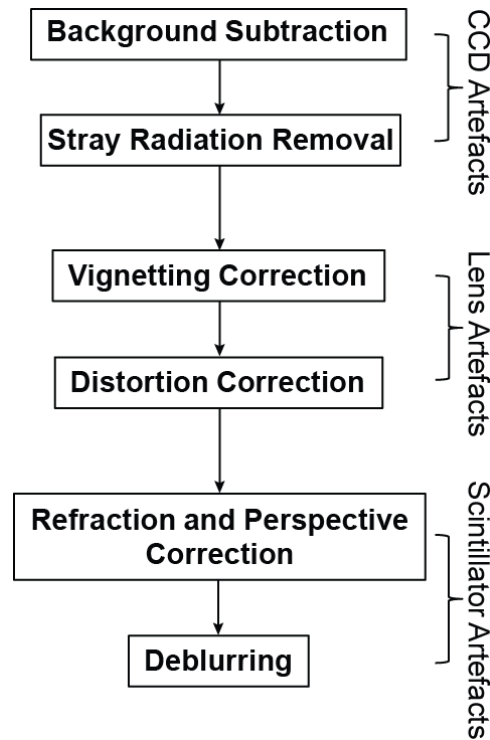 Background Subtraction
Stray Radiation Removal
CCD Artefacts
Vignetting Correction
Distortion Correction
Lens Artefacts
Refraction and Perspective
Correction
Deblurring
Scintillator Artefacts